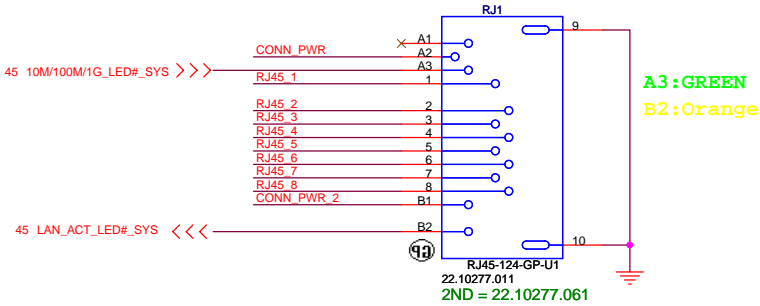 RJ1
9
A1
CONN_PWR
A2
45 10M/100M/1G_LED#_SYS
A3
RJ45_1
1
A3:GREEN
B2:Orange
RJ45_2
2
RJ45_3
3
RJ45_4
4
RJ45_5
5
RJ45_6
6
RJ45_7
7
RJ45_8
8
CONN_PWR_2
B1
45 LAN_ACT_LED#_SYS
B2
10
GP
RJ45-124-GP-U1
22.10277.011
2ND = 22.10277.061